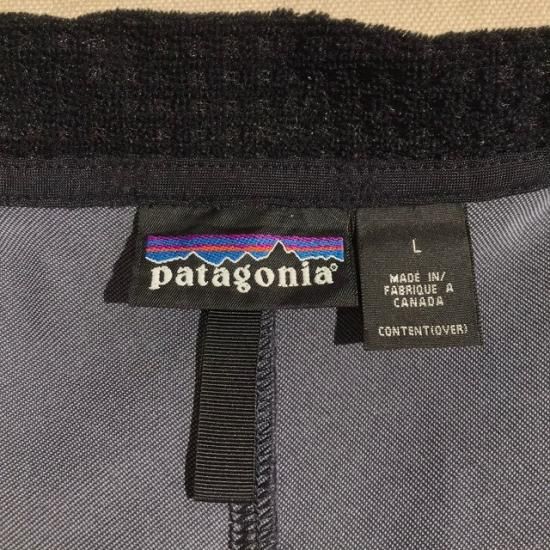 patagonia®
L
MADE IN/
FABRIQUE A
CANADA
CONTENT(OVER)